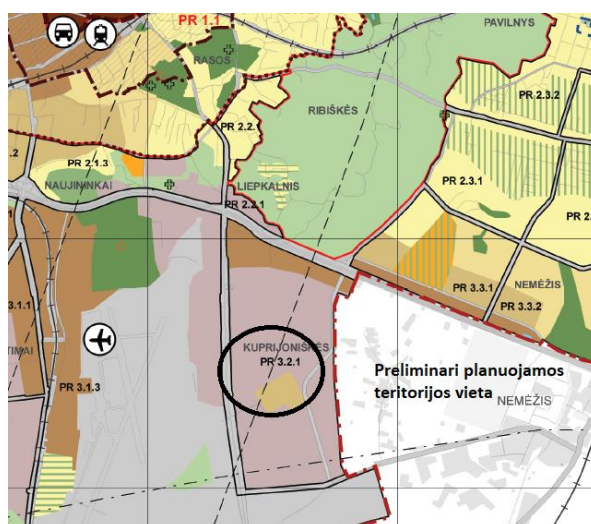 PAVILNYS
PR 1.1
RASOS
PR 2.3.2
RIBIŠKĖS
PR 2.2.1
PR 2.1.3
PR 2.3.1
NAUJININKAI
LIEPKALNIS
PR 2.2.1
PR 2.
PR 3.3.1
NEMĖŽIS
PR 3.3.2
3.1.1
KUPRIJONIŠKĖS
PR 3.2.1
TIMAI
Preliminari planuojamos
teritorijos vieta
PR 3.1.3
NEMĖŽIS